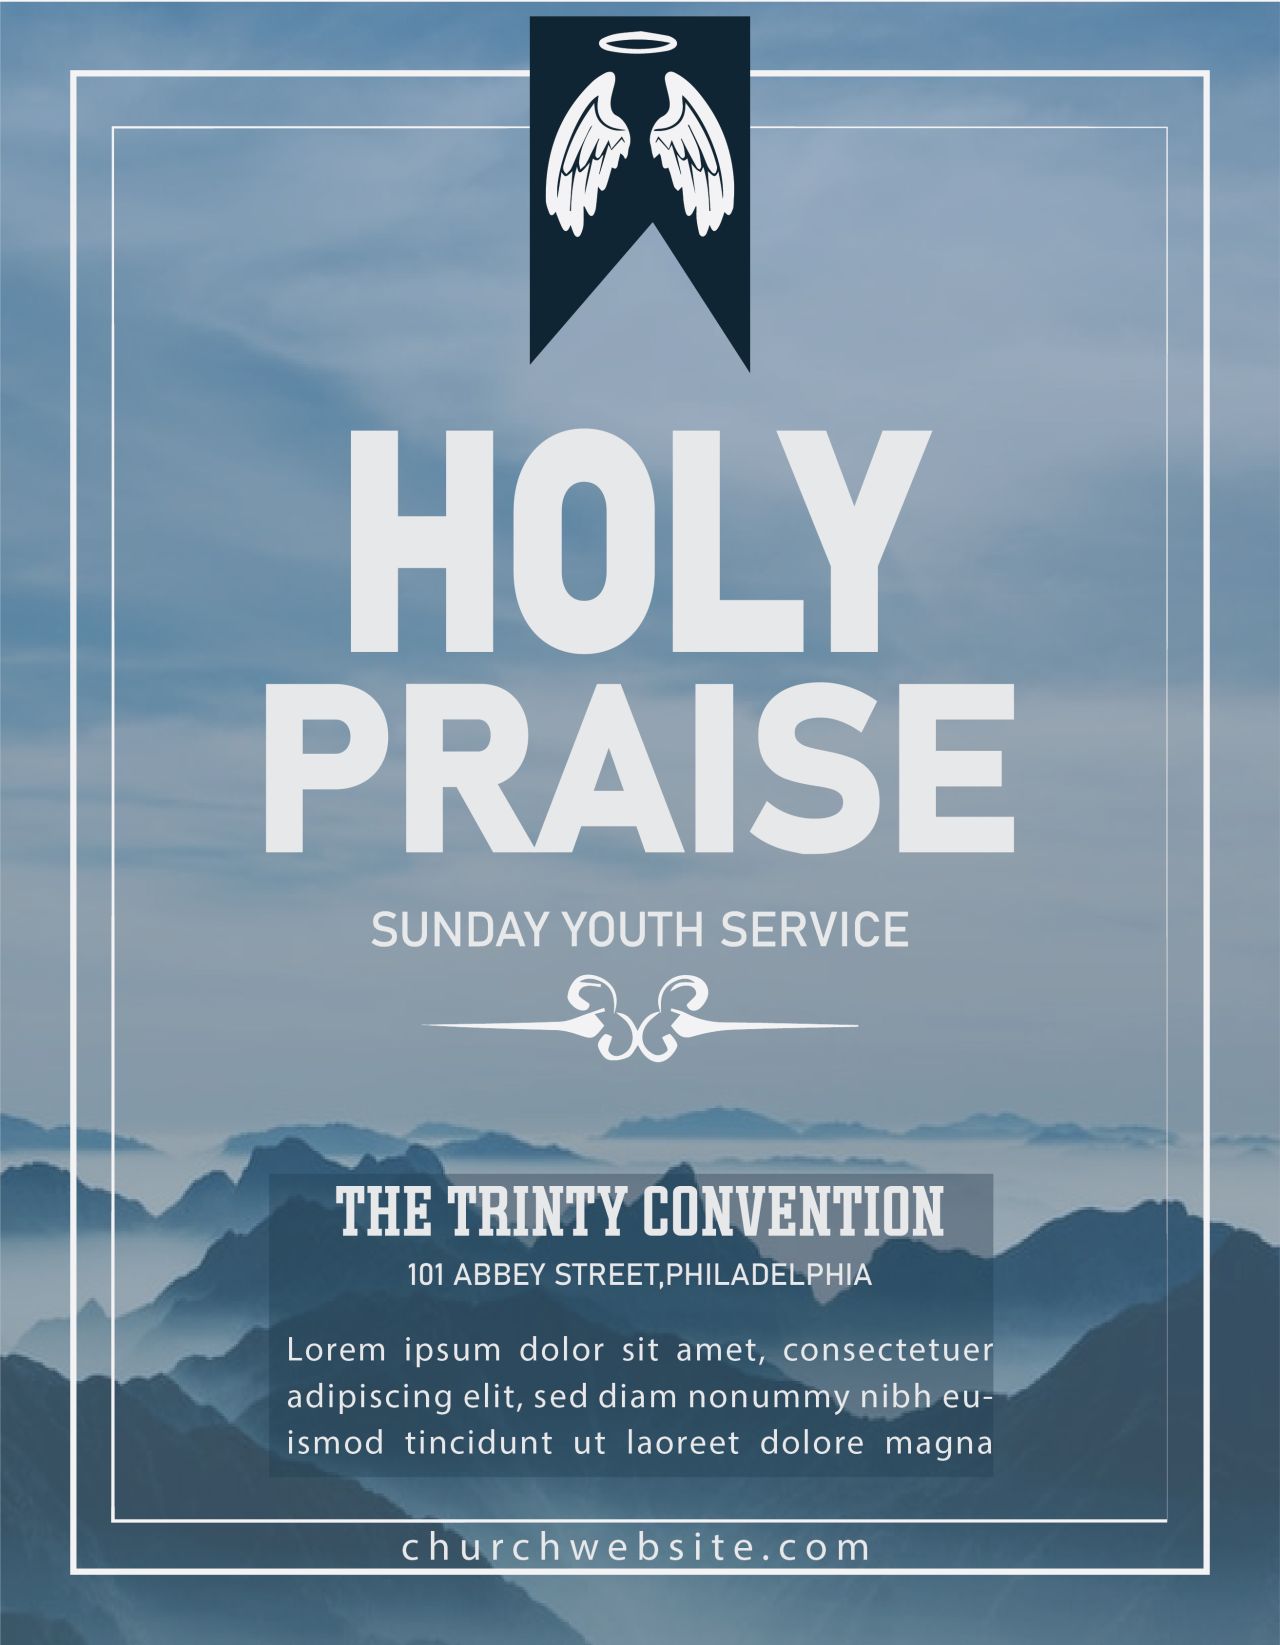 HOLY
PRAISE
SUNDAY YOUTH SERVICE
THE TRINTY CONVENTION
101 ABBEY STREET,PHILADELPHIA
Lorem ipsum dolor sit amet, consectetuer
adipiscing elit, sed diam nonummy nibh eu-
ismod tincidunt ut laoreet dolore magna
churchwebsite.com